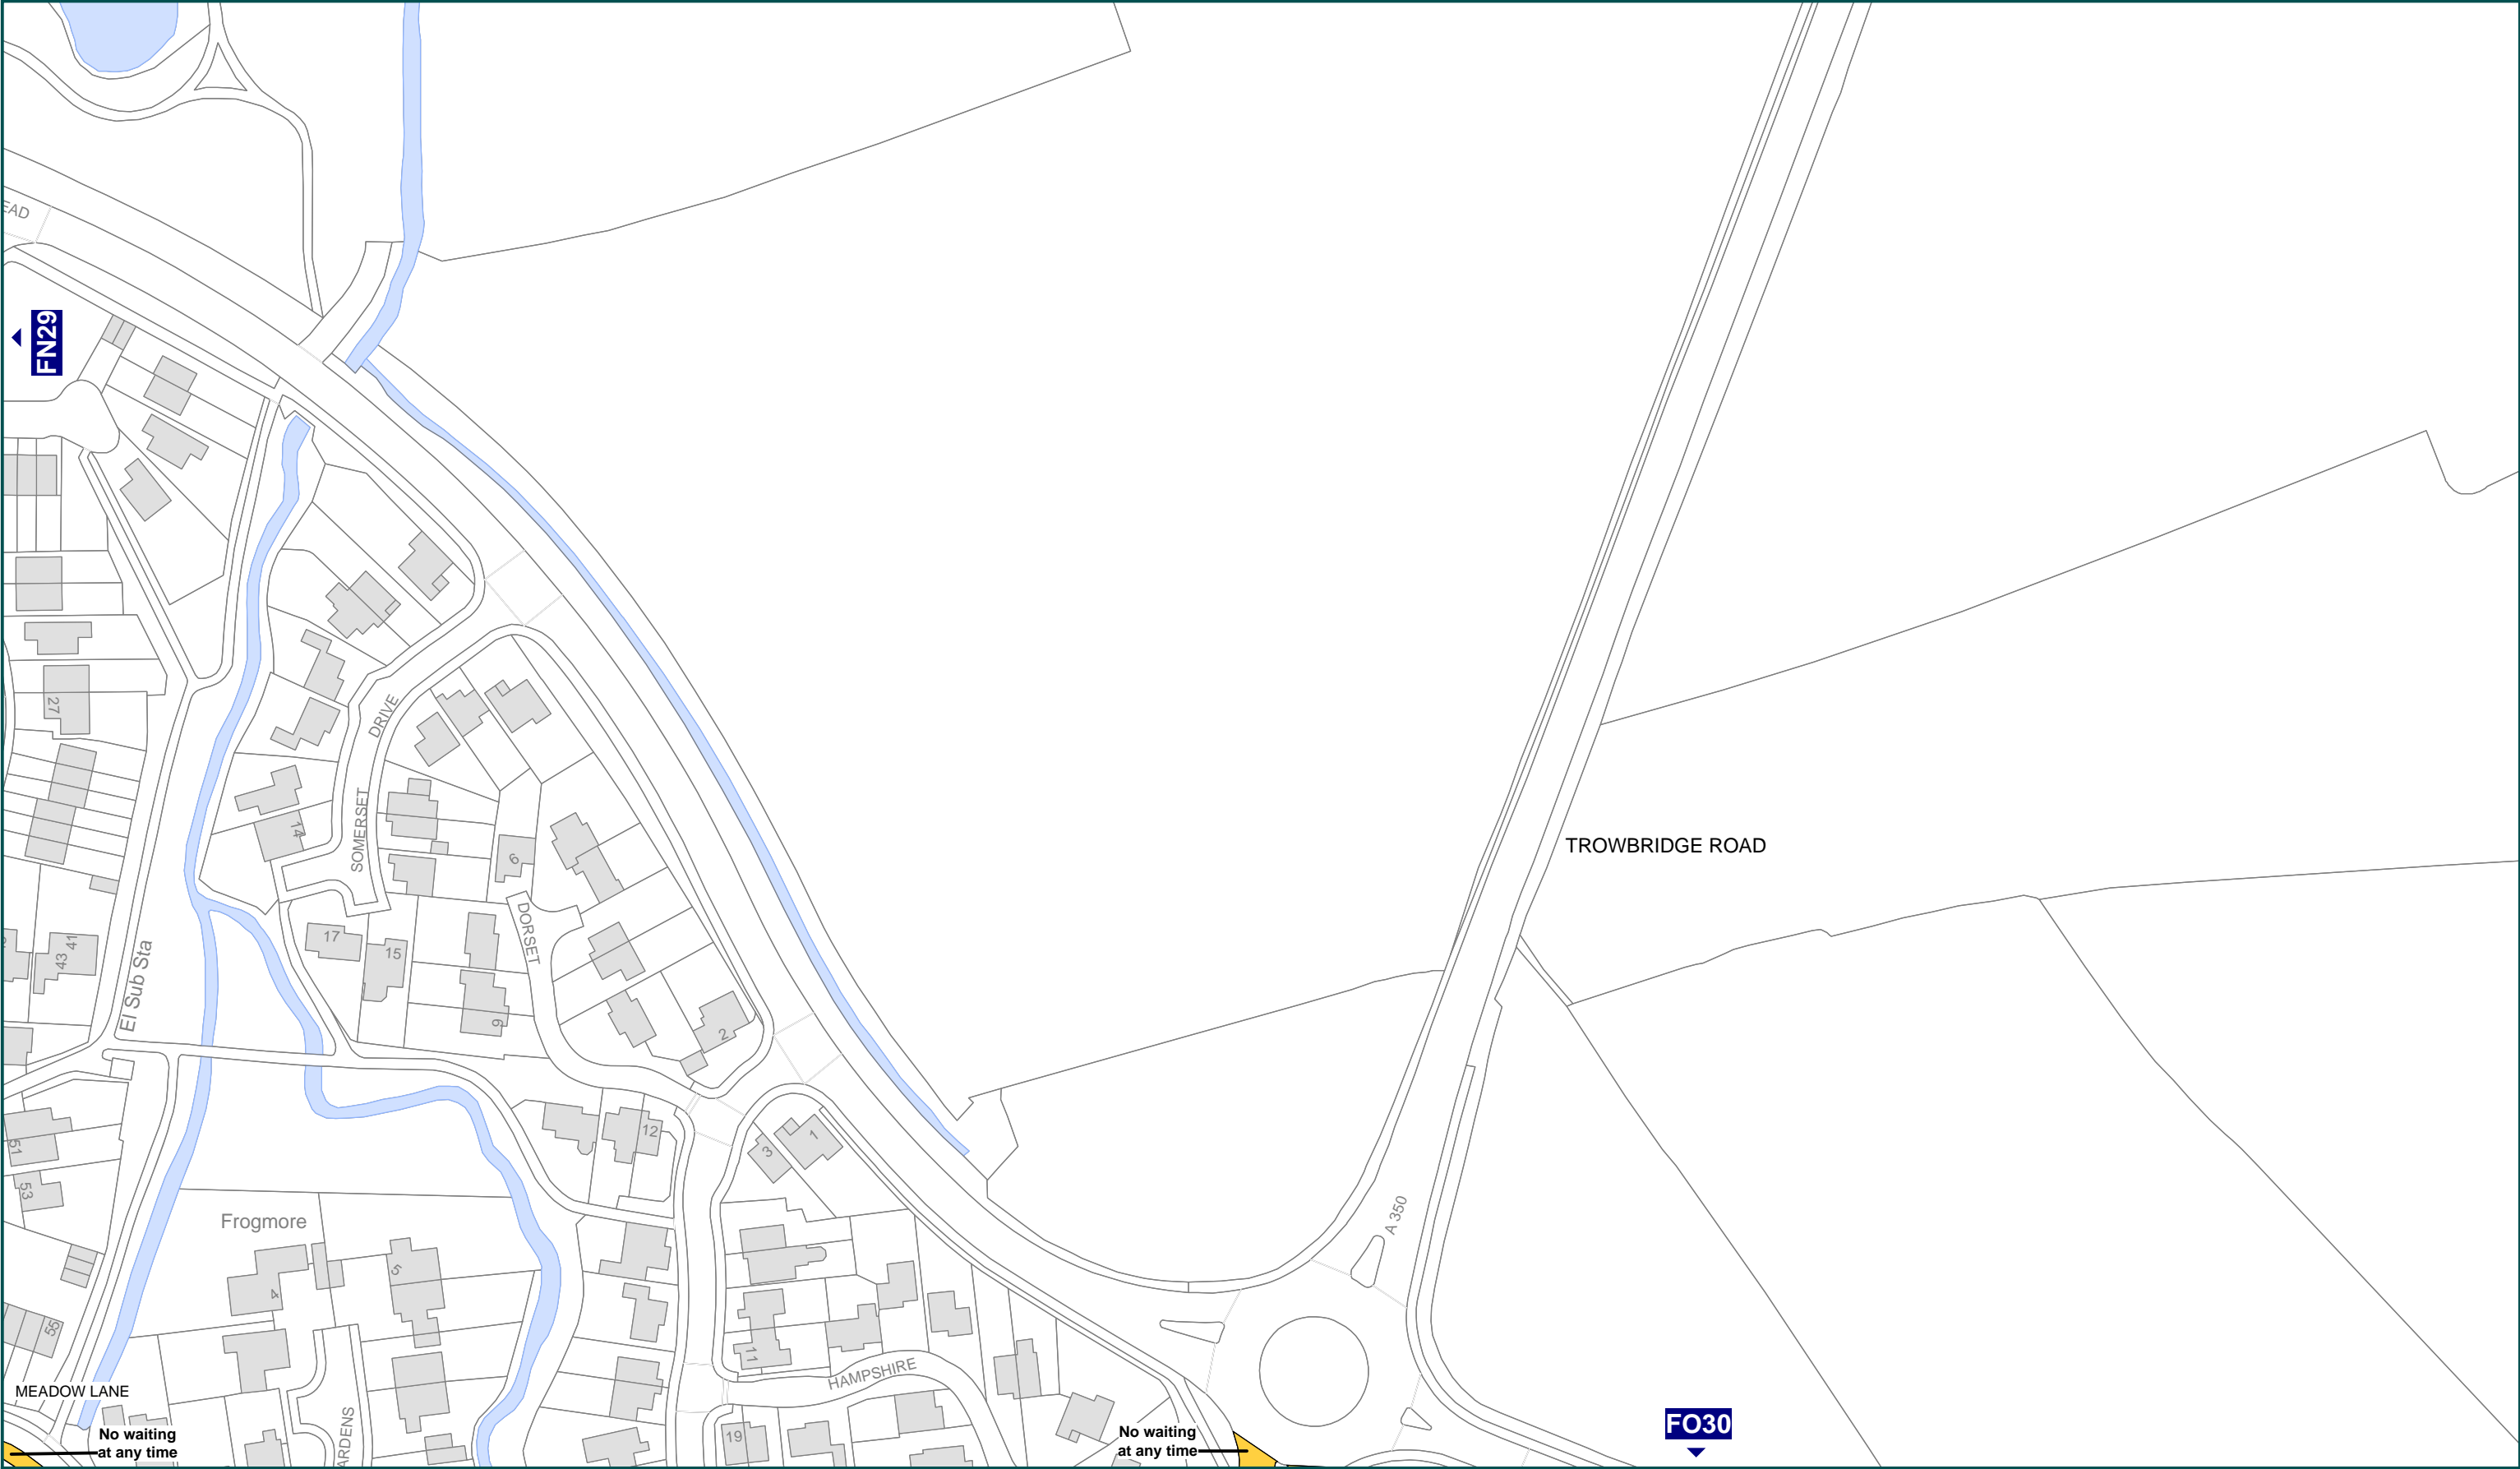 EAD
FN29
27
DRIVE
SOMERSET
14
6
DORSET
TROWBRIDGE ROAD
17
15
9
2
41
43
El Sub Sta
12
1
3
51
53
A 350
Frogmore
5
4
55
11
HAMPSHIRE
MEADOW LANE
ARDENS
19
No waiting
at any time
No waiting
at any time
FO30